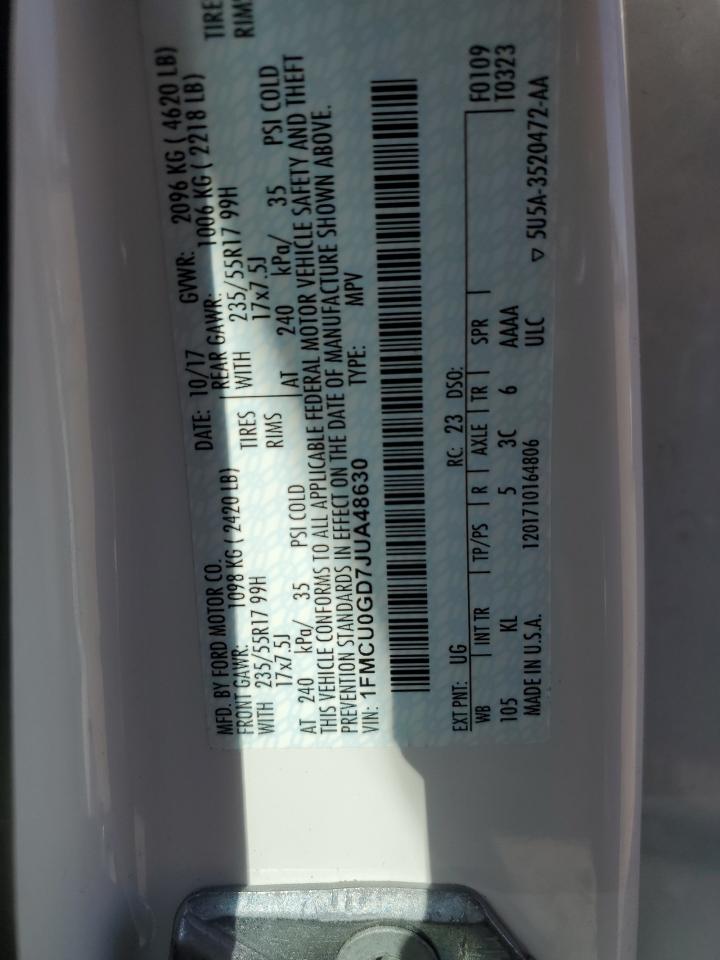 MFD. BY FORD MOTOR CO.
DATE: 10/17 GVWR: 2096 KG ( 4620 LB)
FRONT GAWR: 1098 KG ( 2420 LB) REAR GAWR: 1006 KG ( 2218 LB)
WITH 235/55R17 99H TIRES WITH 235/55R17 99H TIRES
17x7.5J RIMS 17x7.5J RIMS
AT 240 kPa/ 35 PSI COLD AT 240 kPa/ 35 PSI COLD
THIS VEHICLE CONFORMS TO ALL APPLICABLE FEDERAL MOTOR VEHICLE SAFETY AND THEFT
PREVENTION STANDARDS IN EFFECT ON THE DATE OF MANUFACTURE SHOWN ABOVE.
VIN: 1FMCU0GD7JUA48630 TYPE: MPV
F0109
EXT PNT: UG RC: 23 DSO: T0323
WB INT TR TP/PS R AXLE TR SPR
105 KL 5 3C 6 AAAA ▽ 5U5A-3520472-AA
MADE IN U.S.A. 1201710164806 ULC